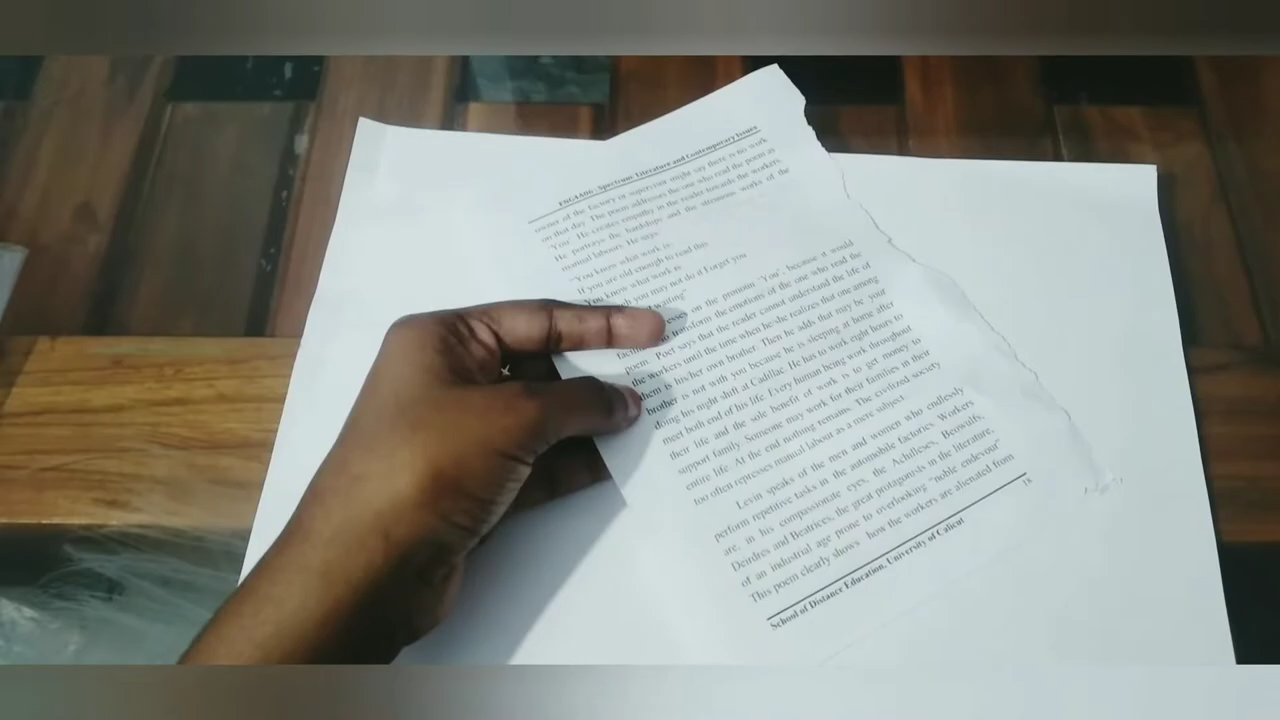 ENG4A06 - Spectrum: Literature and Contemporary Issues
owner of the factory or supervisor might say there is no work
on that day. The poem addresses the one who read the poem as
'You'. He creates empathy in the reader towards the workers.
He portrays the hardships and the strenuous works of the
manual labours. He says:
"You know what work is-
If you are old enough to read this
You know what work is
you may not do it Forget you
waiting"
on the pronoun 'You', because it would
to transform the emotions of the one who read the
poem. Poet says that the reader cannot understand the life of
the workers until the time when he/she realizes that one among
them is his/her own brother. Then he adds that may be your
brother is not with you because he is sleeping at home after
doing his night shift at Cadillac. He has to work eight hours to
meet both end of his life. Every human being work throughout
their life and the sole benefit of work is to get money to
support family. Someone may work for their families in their
entire life. At the end nothing remains. The civilized society
too often represses manual labour as a mere subject.
Levin speaks of the men and women who endlessly
perform repetitive tasks in the automobile factories. Workers
are, in his compassionate eyes, the Achilleses, Beowulfs,
Deirdres and Beatrices, the great protagonists in the literature,
of an industrial age prone to overlooking "noble endevour"
This poem clearly shows how the workers are alienated from
18
School of Distance Education, University of Calicut